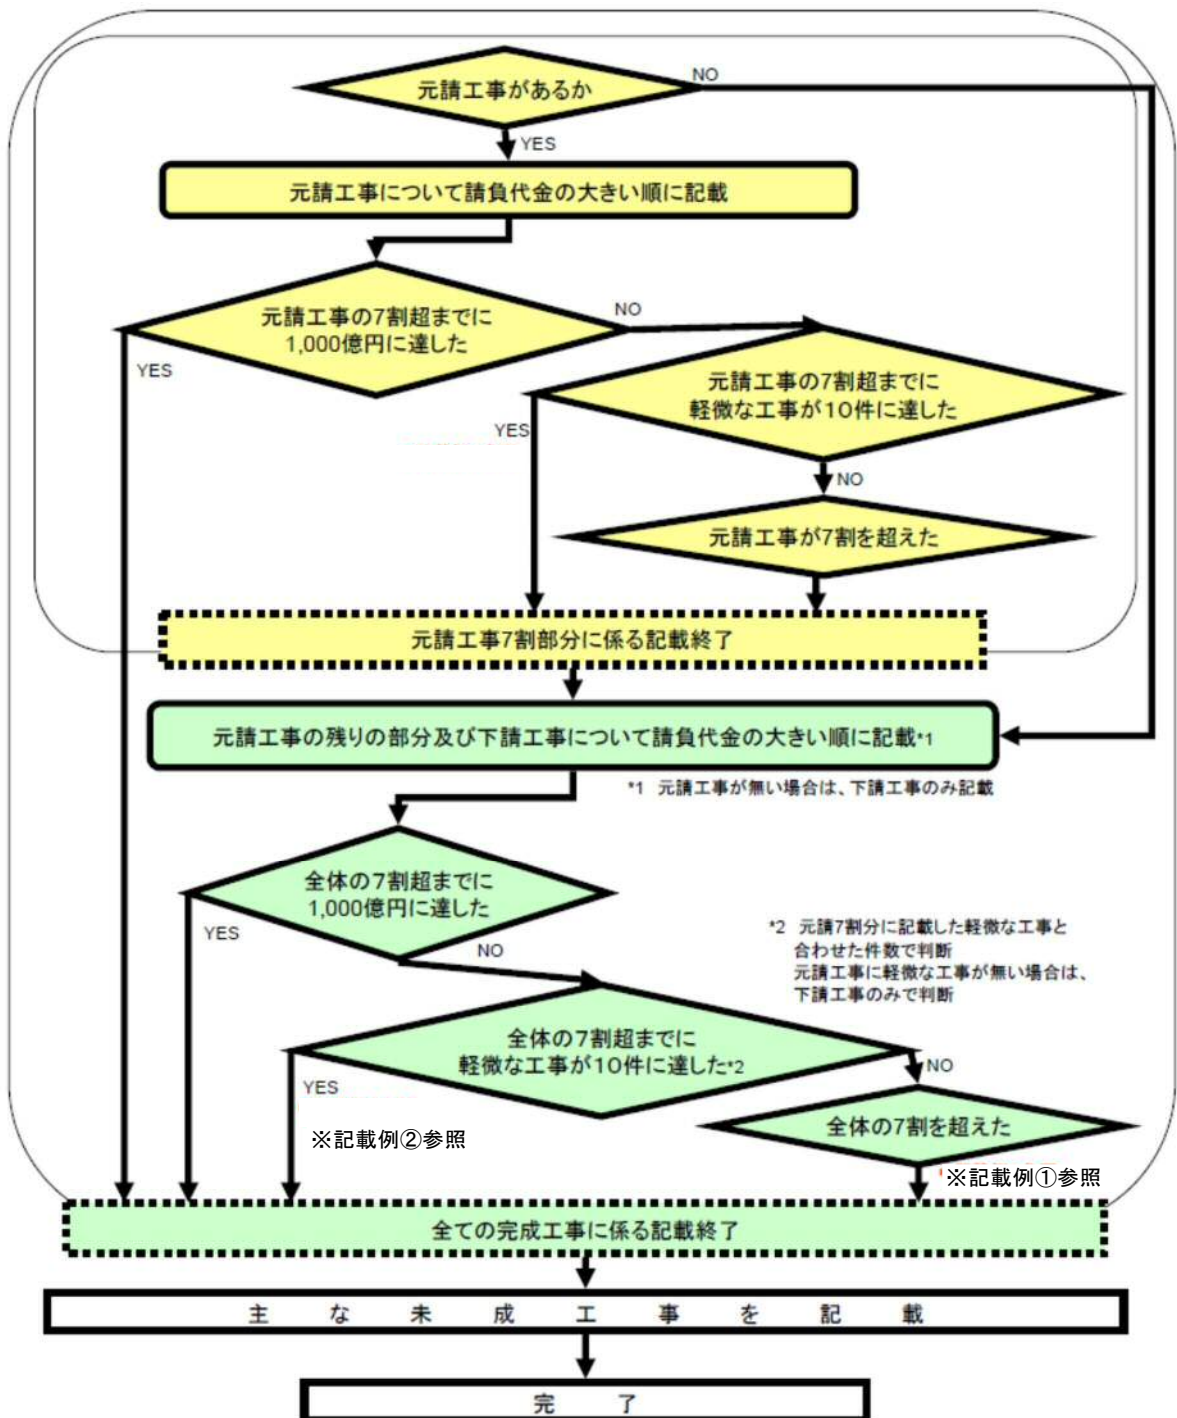 元請工事があるか
NO
YES
元請工事について請負代金の大きい順に記載
元請工事の7割超までに
1,000億円に達した
NO
YES
元請工事の7割超までに
軽微な工事が10件に達した
YES
NO
元請工事が7割を超えた
元請工事7割部分に係る記載終了
元請工事の残りの部分及び下請工事について請負代金の大きい順に記載*1
*1 元請工事が無い場合は、下請工事のみ記載
全体の7割超までに
1,000億円に達した
YES
NO
*2 元請7割分に記載した軽微な工事と
合わせた件数で判断
元請工事に軽微な工事が無い場合は、
下請工事のみで判断
全体の7割超までに
軽微な工事が10件に達した*2
YES
NO
※記載例②参照
全体の7割を超えた
※記載例①参照
全ての完成工事に係る記載終了
主な未成工事を記載
完了